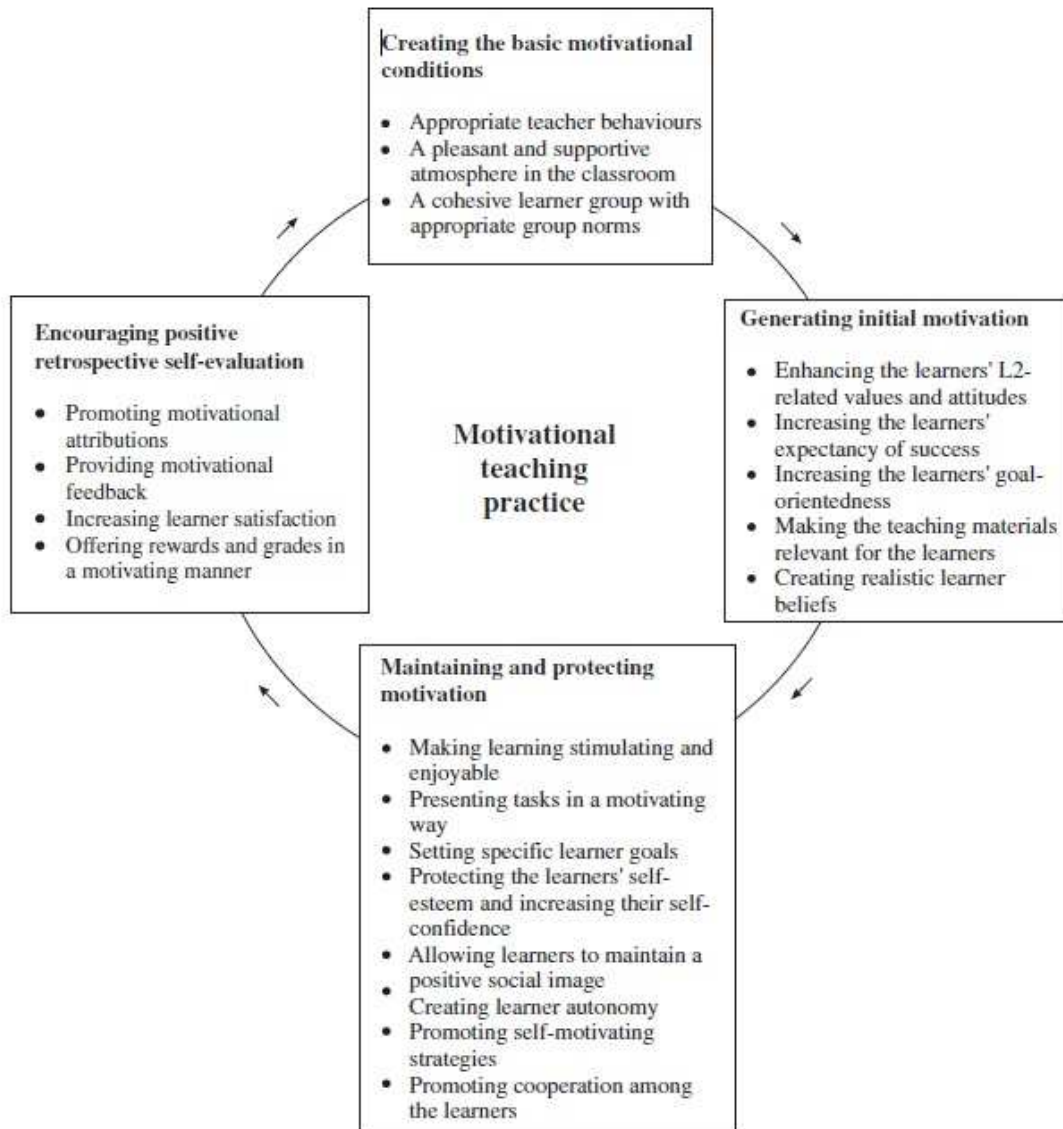 Creating the basic motivational
conditions
• Appropriate teacher behaviours
• A pleasant and supportive
atmosphere in the classroom
• A cohesive learner group with
appropriate group norms
Generating initial motivation
• Enhancing the learners' L2-
related values and attitudes
• Increasing the learners'
expectancy of success
• Increasing the learners' goal-
orientedness
• Making the teaching materials
relevant for the learners
• Creating realistic learner
beliefs
Encouraging positive
retrospective self-evaluation
• Promoting motivational
attributions
• Providing motivational
feedback
• Increasing learner satisfaction
• Offering rewards and grades in
a motivating manner
Motivational
teaching
practice
Maintaining and protecting
motivation
• Making learning stimulating and
enjoyable
• Presenting tasks in a motivating
way
• Setting specific learner goals
• Protecting the learners' self-
esteem and increasing their self-
confidence
• Allowing learners to maintain a
positive social image
• Creating learner autonomy
• Promoting self-motivating
strategies
• Promoting cooperation among
the learners